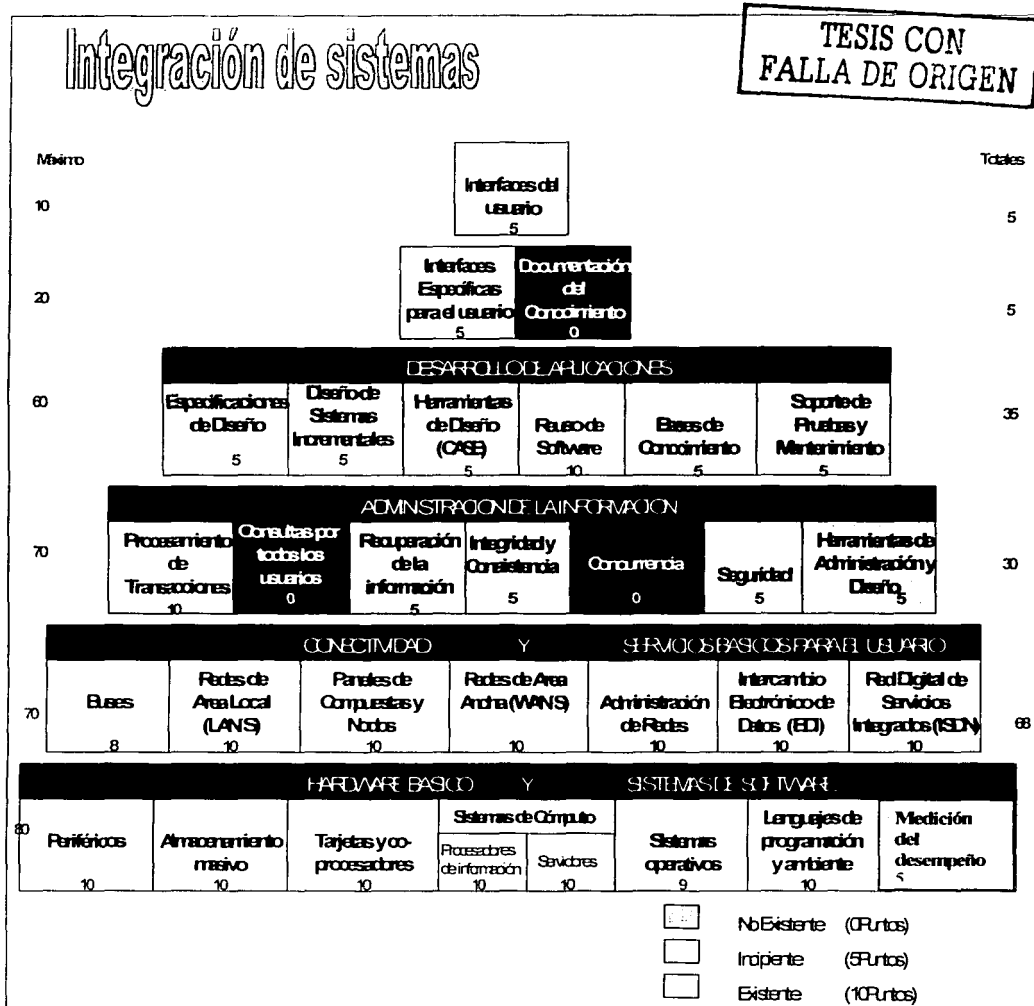 Integración de sistemas
TESIS CON
FALLA DE ORIGEN
Máximo
Totales
10
Interfaces del
usuario
5
5
20
Interfaces
Específicas
para el usuario
5
Documentación
del
Conocimiento
0
5
DESARROLLO DE APLICACIONES
60
Especificaciones
de Diseño
5
Diseño de
Sistemas
Incrementales
5
Herramientas
de Diseño
(CASE)
5
Reuso de
Software
10
Bases de
Conocimiento
5
Soporte de
Pruebas y
Mantenimiento
5
35
ADMINISTRACION DE LA INFORMACION
70
Procesamiento
de
Transacciones
10
Consultas por
todos los
usuarios
0
Recuperación
de la
información
5
Integridad y
Consistencia
5
Concurrencia
0
Seguridad
5
Herramientas de
Administración y
Diseño
5
30
CONECTIVIDAD Y SERVICIOS BASICOS PARA EL USUARIO
70
Buses
8
Redes de
Area Local
(LANS)
10
Paneles de
Compuestas y
Nodos
10
Redes de Area
Ancha (WANS)
10
Administración
de Redes
10
Intercambio
Electrónico de
Datos (EDI)
10
Red Digital de
Servicios
Integrados (ISDN)
10
68
HARDWARE BASICO Y SISTEMAS DE SOFTWARE
80
Periféricos
10
Almacenamiento
masivo
10
Tarjetas y co-
procesadores
10
Sistemas de Cómputo
Procesadores
de información
10
Servidores
10
Sistemas
operativos
9
Lenguajes de
programación
y ambiente
10
Medición
del
desempeño
5
No Existente (0Puntos)
Incipiente (5Puntos)
Existente (10Puntos)